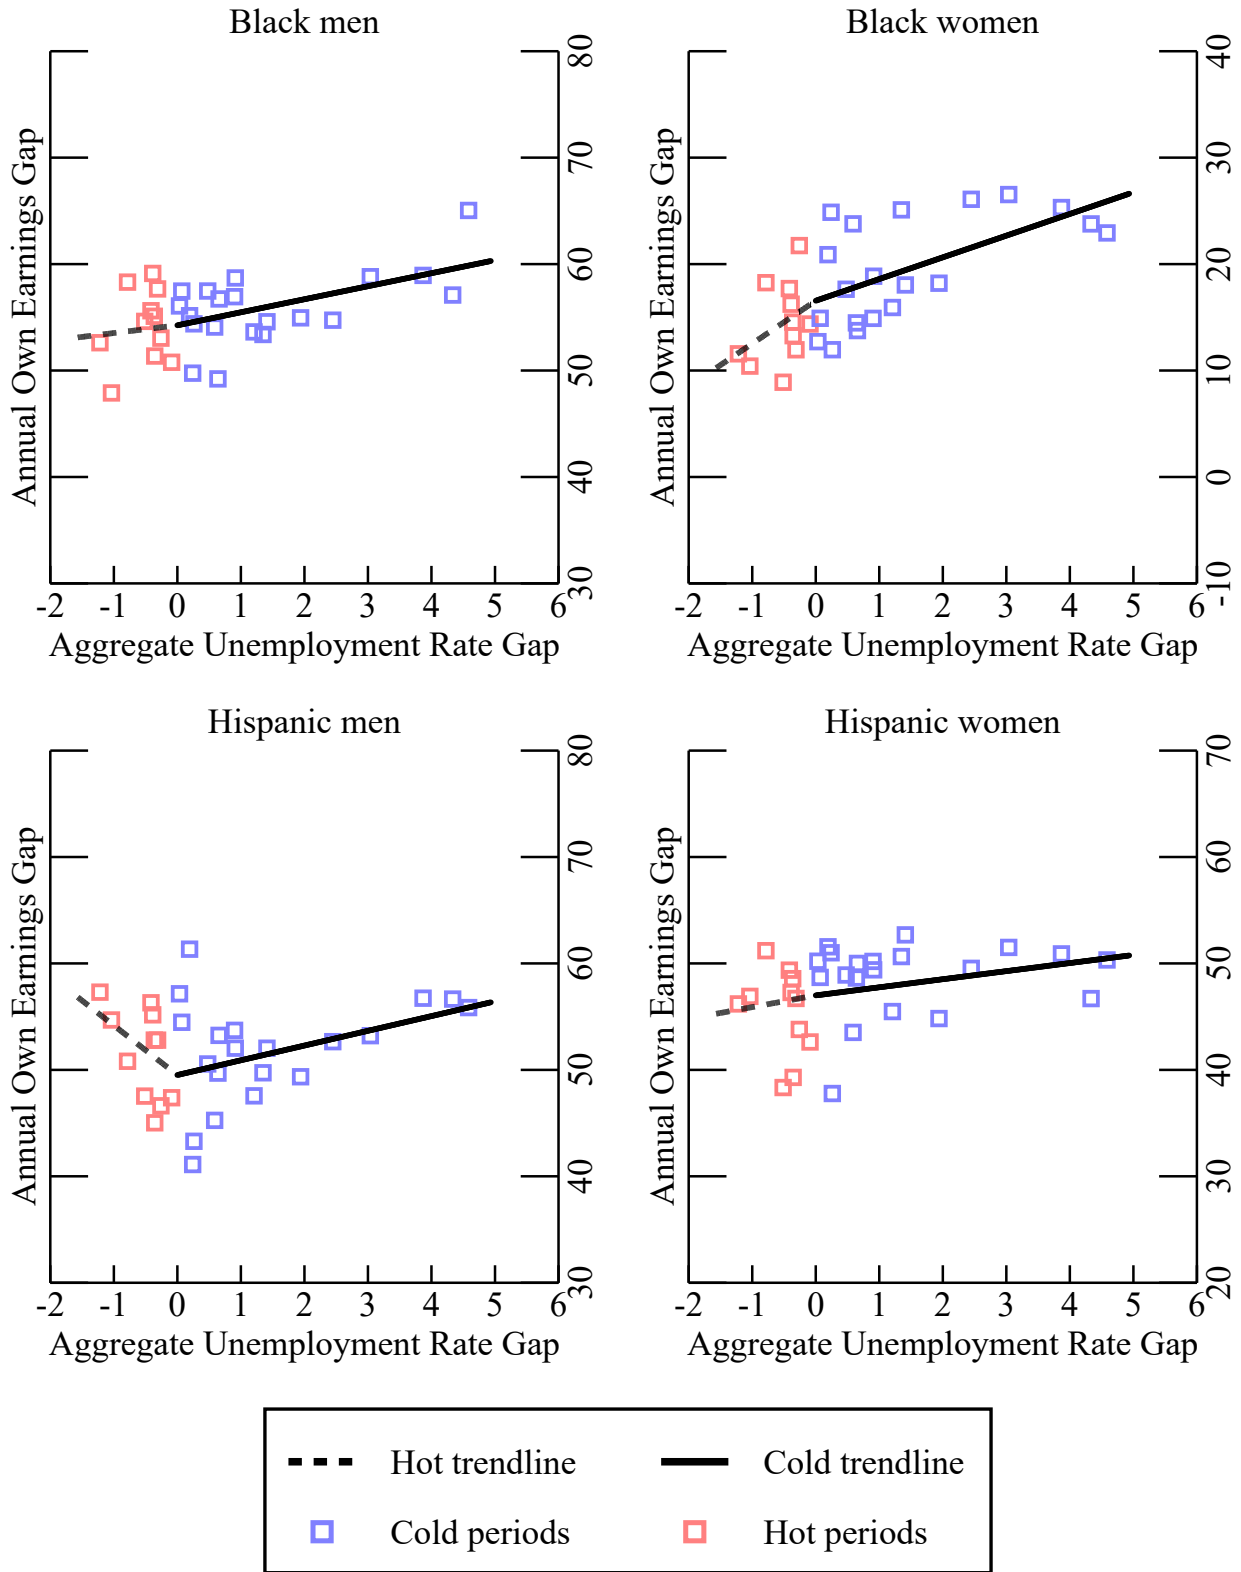 Black men
Annual Own Earnings Gap
80
70
60
50
40
30
-2 -1 0 1 2 3 4 5 6
Aggregate Unemployment Rate Gap
Black women
Annual Own Earnings Gap
40
30
20
10
0
-10
-2 -1 0 1 2 3 4 5 6
Aggregate Unemployment Rate Gap
Hispanic men
Annual Own Earnings Gap
80
70
60
50
40
30
-2 -1 0 1 2 3 4 5 6
Aggregate Unemployment Rate Gap
Hispanic women
Annual Own Earnings Gap
70
60
50
40
30
20
-2 -1 0 1 2 3 4 5 6
Aggregate Unemployment Rate Gap
Hot trendline
Cold trendline
Cold periods
Hot periods